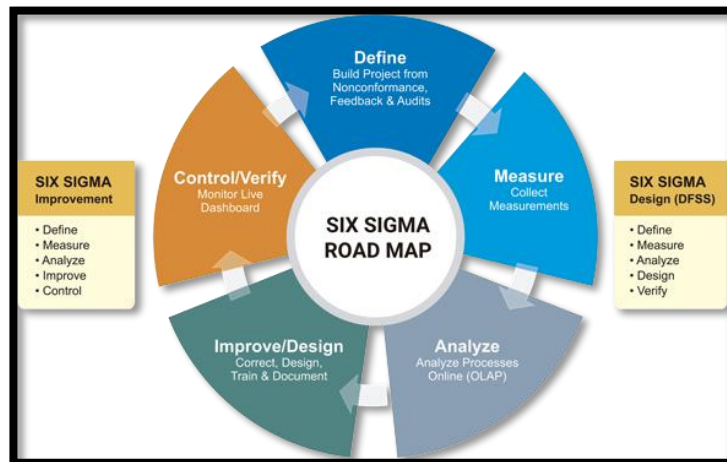 Define
Build Project from
Nonconformance,
Feedback & Audits
Control/Verify
Monitor Live
Dashboard
Measure
Collect
Measurements
SIX SIGMA
Improvement
• Define
• Measure
• Analyze
• Improve
• Control
SIX SIGMA
ROAD MAP
SIX SIGMA
Design (DFSS)
• Define
• Measure
• Analyze
• Design
• Verify
Improve/Design
Correct, Design,
Train & Document
Analyze
Analyze Processes
Online (OLAP)